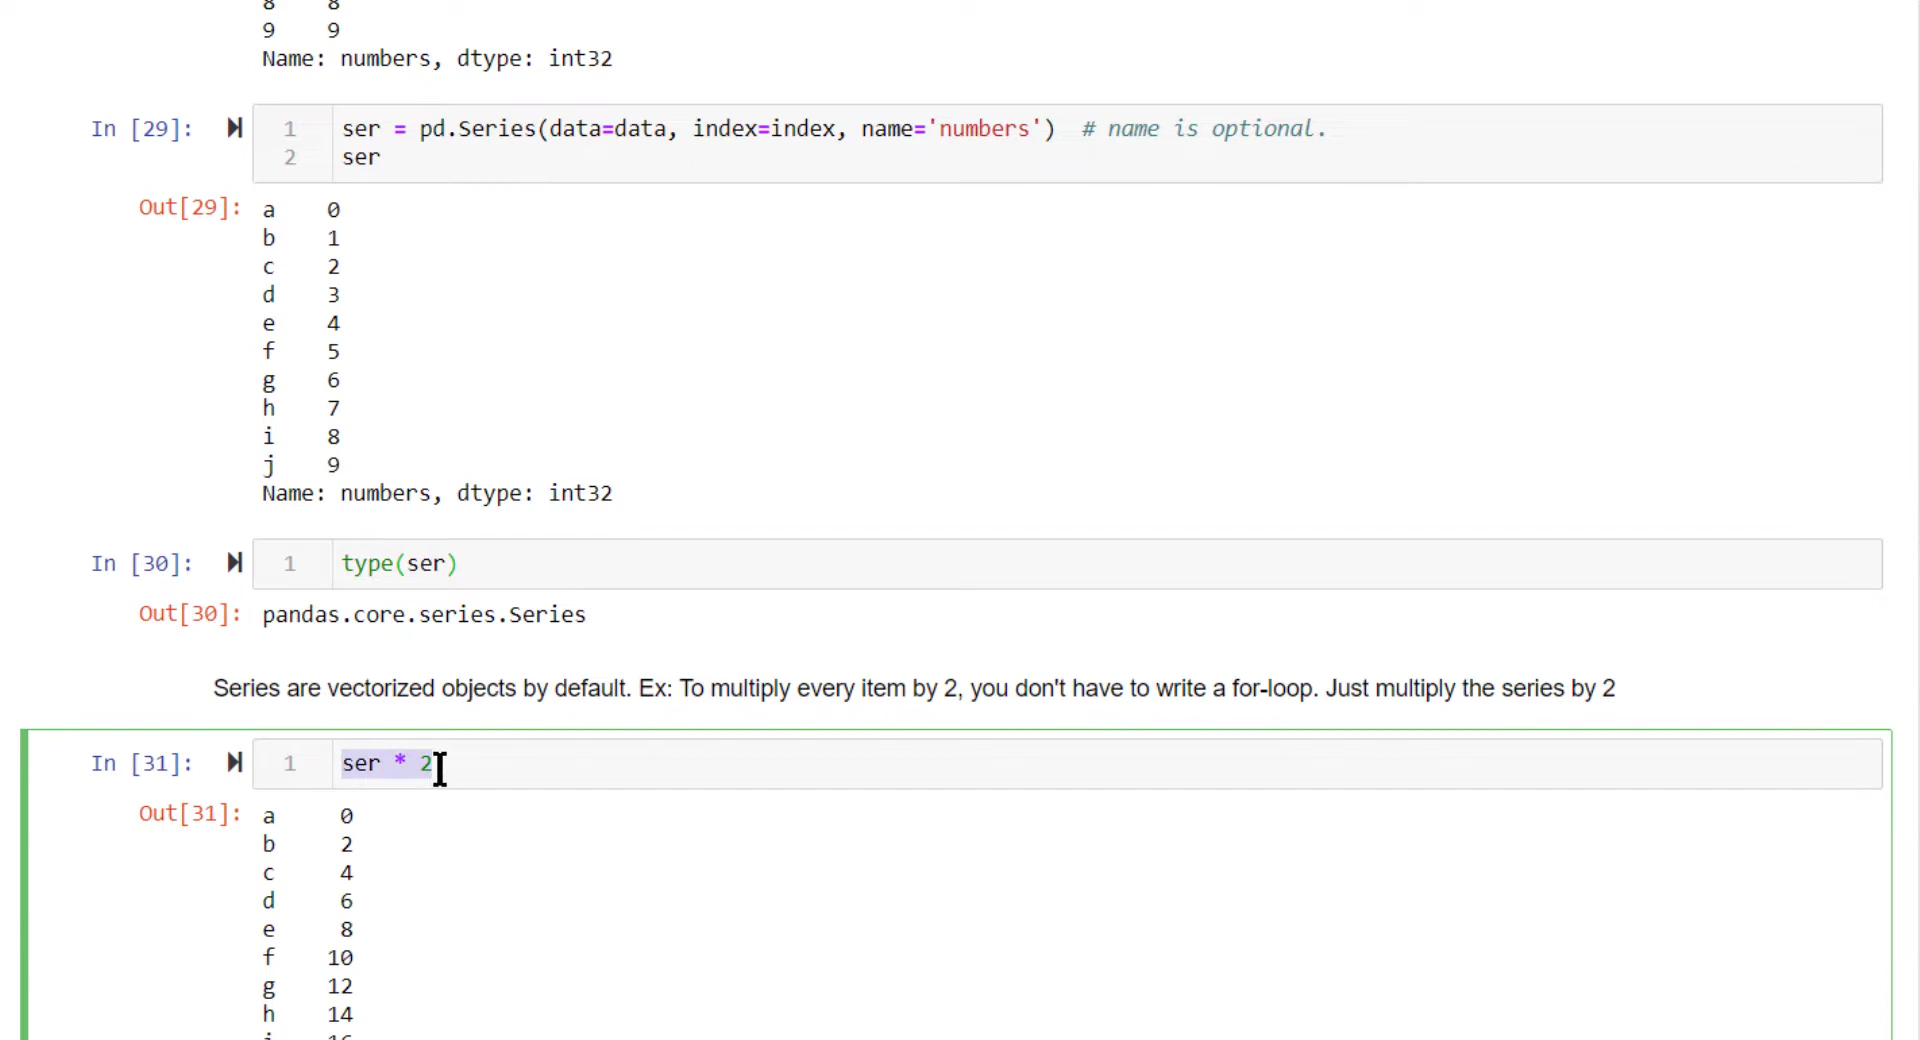 8 8
9 9
Name: numbers, dtype: int32
In [29]: 1 ser = pd.Series(data=data, index=index, name='numbers') # name is optional.
2 ser
Out[29]: a 0
b 1
c 2
d 3
e 4
f 5
g 6
h 7
i 8
j 9
Name: numbers, dtype: int32
In [30]: 1 type(ser)
Out[30]: pandas.core.series.Series
Series are vectorized objects by default. Ex: To multiply every item by 2, you don't have to write a for-loop. Just multiply the series by 2
In [31]: 1 ser * 2
Out[31]: a 0
b 2
c 4
d 6
e 8
f 10
g 12
h 14
i 16